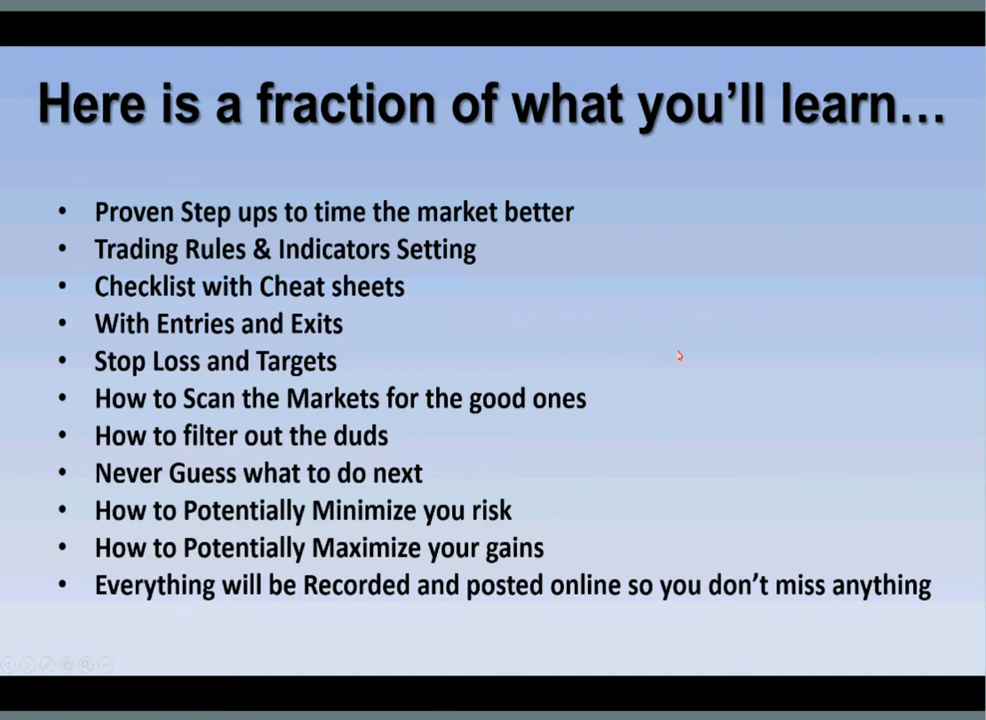 Here is a fraction of what you’ll learn…
• Proven Step ups to time the market better
• Trading Rules & Indicators Setting
• Checklist with Cheat sheets
• With Entries and Exits
• Stop Loss and Targets
• How to Scan the Markets for the good ones
• How to filter out the duds
• Never Guess what to do next
• How to Potentially Minimize you risk
• How to Potentially Maximize your gains
• Everything will be Recorded and posted online so you don’t miss anything